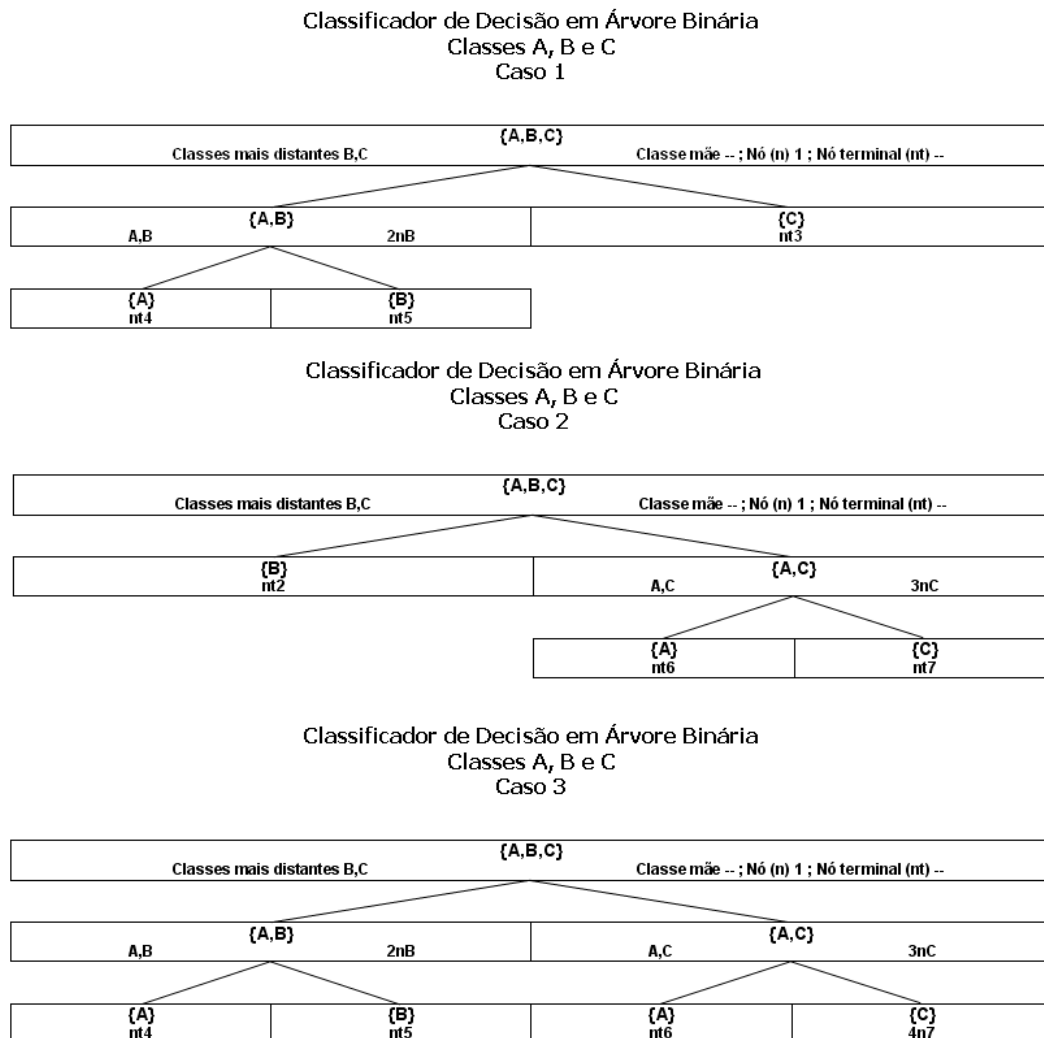 Classificador de Decisão em Árvore Binária
Classes A, B e C
Caso 1
{A,B,C}
Classes mais distantes B,C Classe mãe -- ; Nó (n) 1 ; Nó terminal (nt) --
{A,B} {C}
A,B 2nB nt3
{A} {B}
nt4 nt5
Classificador de Decisão em Árvore Binária
Classes A, B e C
Caso 2
{A,B,C}
Classes mais distantes B,C Classe mãe -- ; Nó (n) 1 ; Nó terminal (nt) --
{B} {A,C}
nt2 A,C 3nC
{A} {C}
nt6 nt7
Classificador de Decisão em Árvore Binária
Classes A, B e C
Caso 3
{A,B,C}
Classes mais distantes B,C Classe mãe -- ; Nó (n) 1 ; Nó terminal (nt) --
{A,B} {A,C}
A,B 2nB A,C 3nC
{A} {B} {A} {C}
nt4 nt5 nt6 4n7